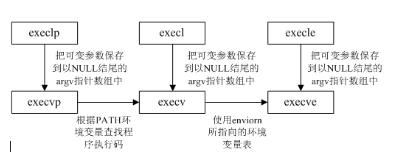 execlp
execl
execle
把可变参数保存
到以NULL结尾的
argv指针数组中
把可变参数保存
到以NULL结尾的
argv指针数组中
把可变参数保存
到以NULL结尾的
argv指针数组中
execvp
execv
execve
根据PATH环
境变量查找程
序执行码
使用enviorn
所指向的环境
变量表